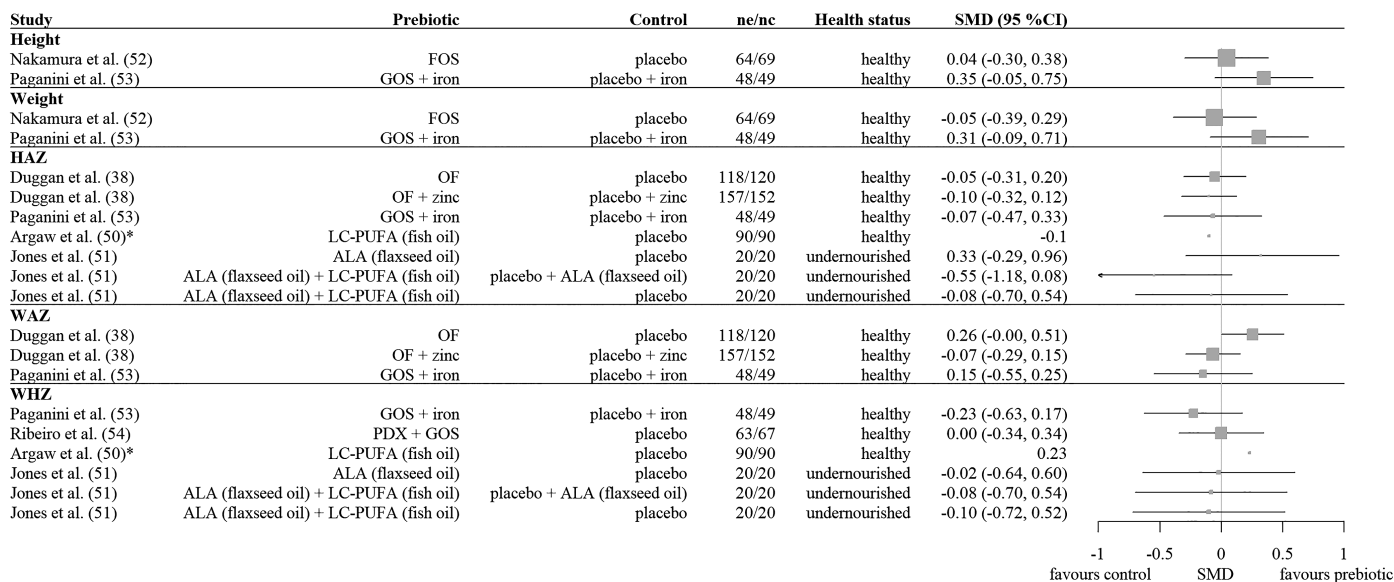 Study Prebiotic Control ne/nc Health status SMD (95 %CI)
Height
Nakamura et al. (52) FOS placebo 64/69 healthy 0.04 (-0.30, 0.38)
Paganini et al. (53) GOS + iron placebo + iron 48/49 healthy 0.35 (-0.05, 0.75)
Weight
Nakamura et al. (52) FOS placebo 64/69 healthy -0.05 (-0.39, 0.29)
Paganini et al. (53) GOS + iron placebo + iron 48/49 healthy 0.31 (-0.09, 0.71)
HAZ
Duggan et al. (38) OF placebo 118/120 healthy -0.05 (-0.31, 0.20)
Duggan et al. (38) OF + zinc placebo + zinc 157/152 healthy -0.10 (-0.32, 0.12)
Paganini et al. (53) GOS + iron placebo + iron 48/49 healthy -0.07 (-0.47, 0.33)
Argaw et al. (50)* LC-PUFA (fish oil) placebo 90/90 healthy -0.1
Jones et al. (51) ALA (flaxseed oil) placebo 20/20 undernourished 0.33 (-0.29, 0.96)
Jones et al. (51) ALA (flaxseed oil) + LC-PUFA (fish oil) placebo + ALA (flaxseed oil) 20/20 undernourished -0.55 (-1.18, 0.08)
Jones et al. (51) ALA (flaxseed oil) + LC-PUFA (fish oil) placebo 20/20 undernourished -0.08 (-0.70, 0.54)
WAZ
Duggan et al. (38) OF placebo 118/120 healthy 0.26 (-0.00, 0.51)
Duggan et al. (38) OF + zinc placebo + zinc 157/152 healthy -0.07 (-0.29, 0.15)
Paganini et al. (53) GOS + iron placebo + iron 48/49 healthy 0.15 (-0.55, 0.25)
WHZ
Paganini et al. (53) GOS + iron placebo + iron 48/49 healthy -0.23 (-0.63, 0.17)
Ribeiro et al. (54) PDX + GOS placebo 63/67 healthy 0.00 (-0.34, 0.34)
Argaw et al. (50)* LC-PUFA (fish oil) placebo 90/90 healthy 0.23
Jones et al. (51) ALA (flaxseed oil) placebo 20/20 undernourished -0.02 (-0.64, 0.60)
Jones et al. (51) ALA (flaxseed oil) + LC-PUFA (fish oil) placebo + ALA (flaxseed oil) 20/20 undernourished -0.08 (-0.70, 0.54)
Jones et al. (51) ALA (flaxseed oil) + LC-PUFA (fish oil) placebo 20/20 undernourished -0.10 (-0.72, 0.52)
-1 -0.5 0 0.5 1
favours control SMD favours prebiotic